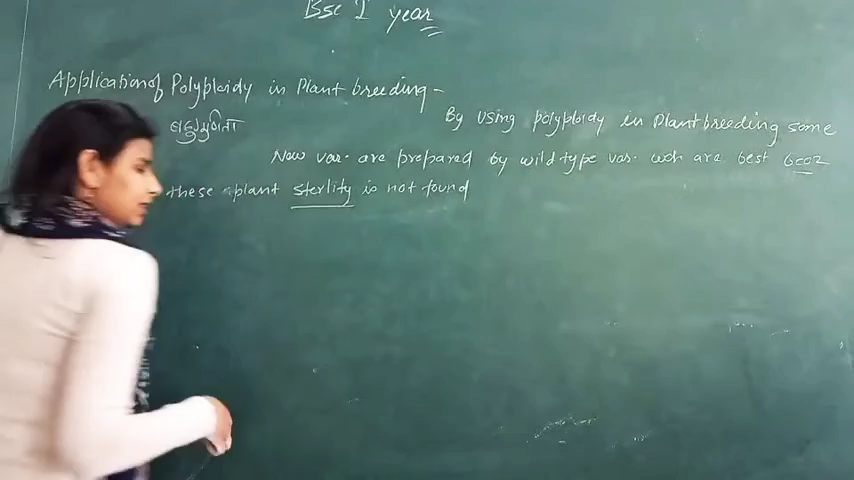 Bsc I year
Application of Polyploidy in Plant breeding -
By using polyploidy in Plant breeding some
New var. are prepared by wild type var. wch are best bcoz
these plant sterlity is not found